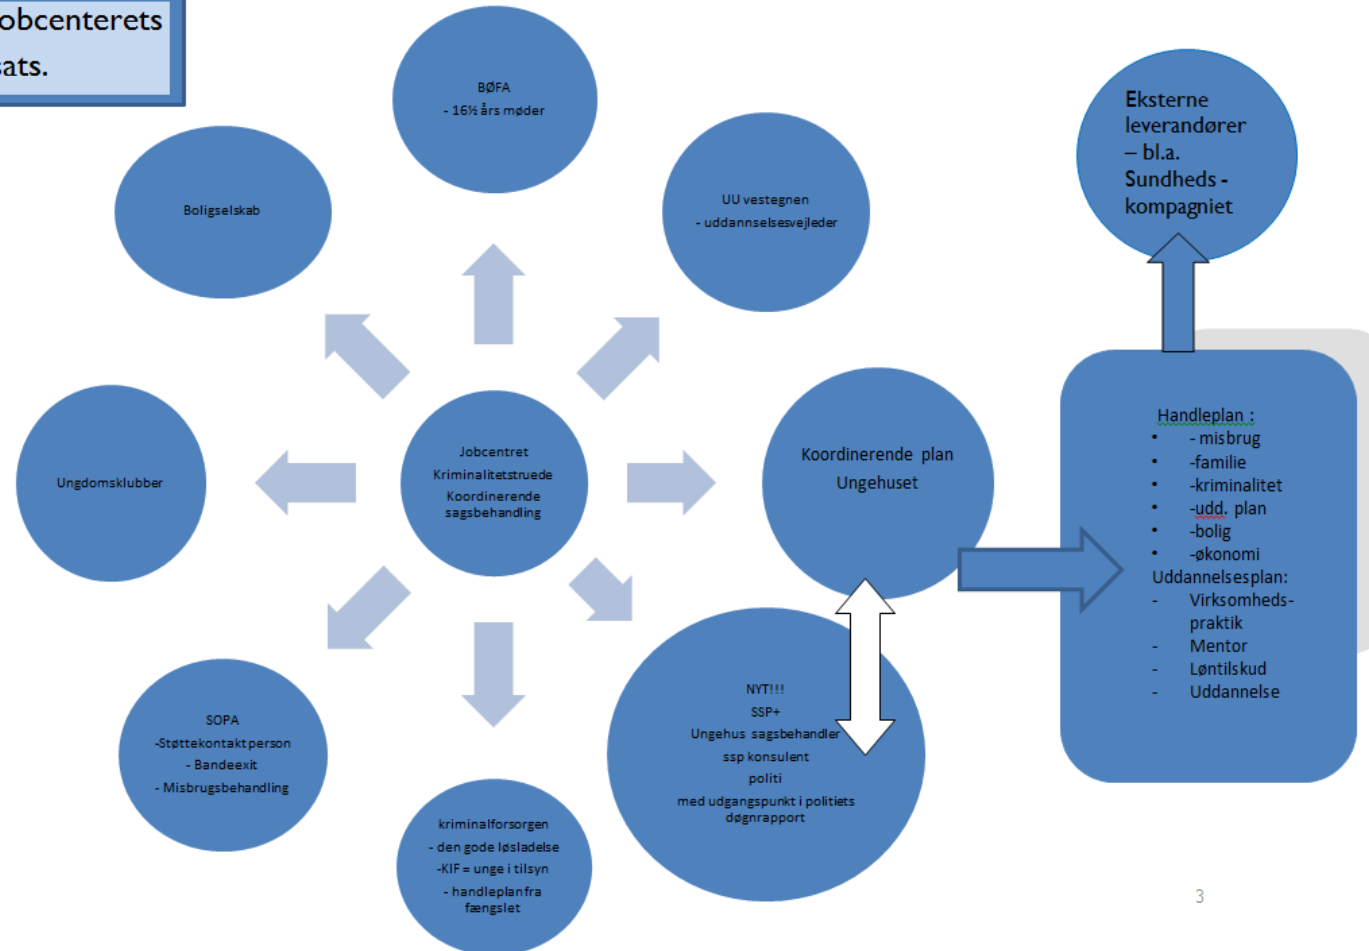 obcenterets
sats.
BØFA
- 16½ års møder
Boligselskab
UU vestegnen
- uddannselsesvejleder
Eksterne
leverandører
– bl.a.
Sundheds -
kompagniet
Ungdomsklubber
Jobcentret
Kriminalitetstruede
Koordinerende
sagsbehandling
Koordinerende plan
Ungehuset
Handleplan :
• - misbrug
• -familie
• -kriminalitet
• -udd. plan
• -bolig
• -økonomi
Uddannelsesplan:
- Virksomheds-
praktik
- Mentor
- Løntilskud
- Uddannelse
SOPA
-Støttekontaktperson
- Bandeexit
- Misbrugsbehandling
NYT!!!
SSP+
Ungehus sagsbehandler
ssp konsulent
politi
med udgangspunkt i politiets
døgnrapport
kriminalforsorgen
- den gode løsladelse
-KIF = unge i tilsyn
- handleplan fra
fængslet
3